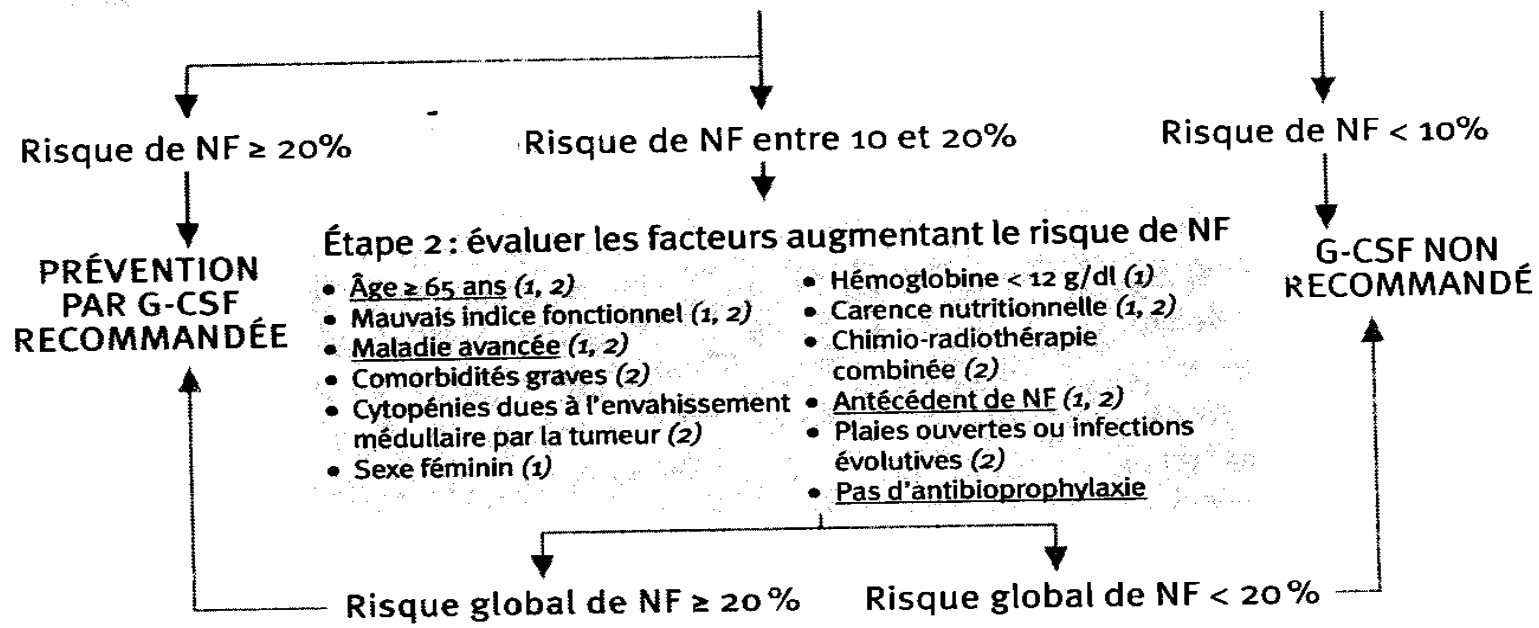 Risque de NF ≥ 20%
Risque de NF entre 10 et 20%
Risque de NF < 10%
PRÉVENTION
PAR G-CSF
RECOMMANDÉE
Étape 2 : évaluer les facteurs augmentant le risque de NF
• Âge ≥ 65 ans (1, 2)
• Mauvais indice fonctionnel (1, 2)
• Maladie avancée (1, 2)
• Comorbidités graves (2)
• Cytopénies dues à l'envahissement
médullaire par la tumeur (2)
• Sexe féminin (1)
• Hémoglobine < 12 g/dl (1)
• Carence nutritionnelle (1, 2)
• Chimio-radiothérapie
combinée (2)
• Antécédent de NF (1, 2)
• Plaies ouvertes ou infections
évolutives (2)
• Pas d'antibioprophylaxie
G-CSF NON
RECOMMANDÉ
Risque global de NF ≥ 20%
Risque global de NF < 20%